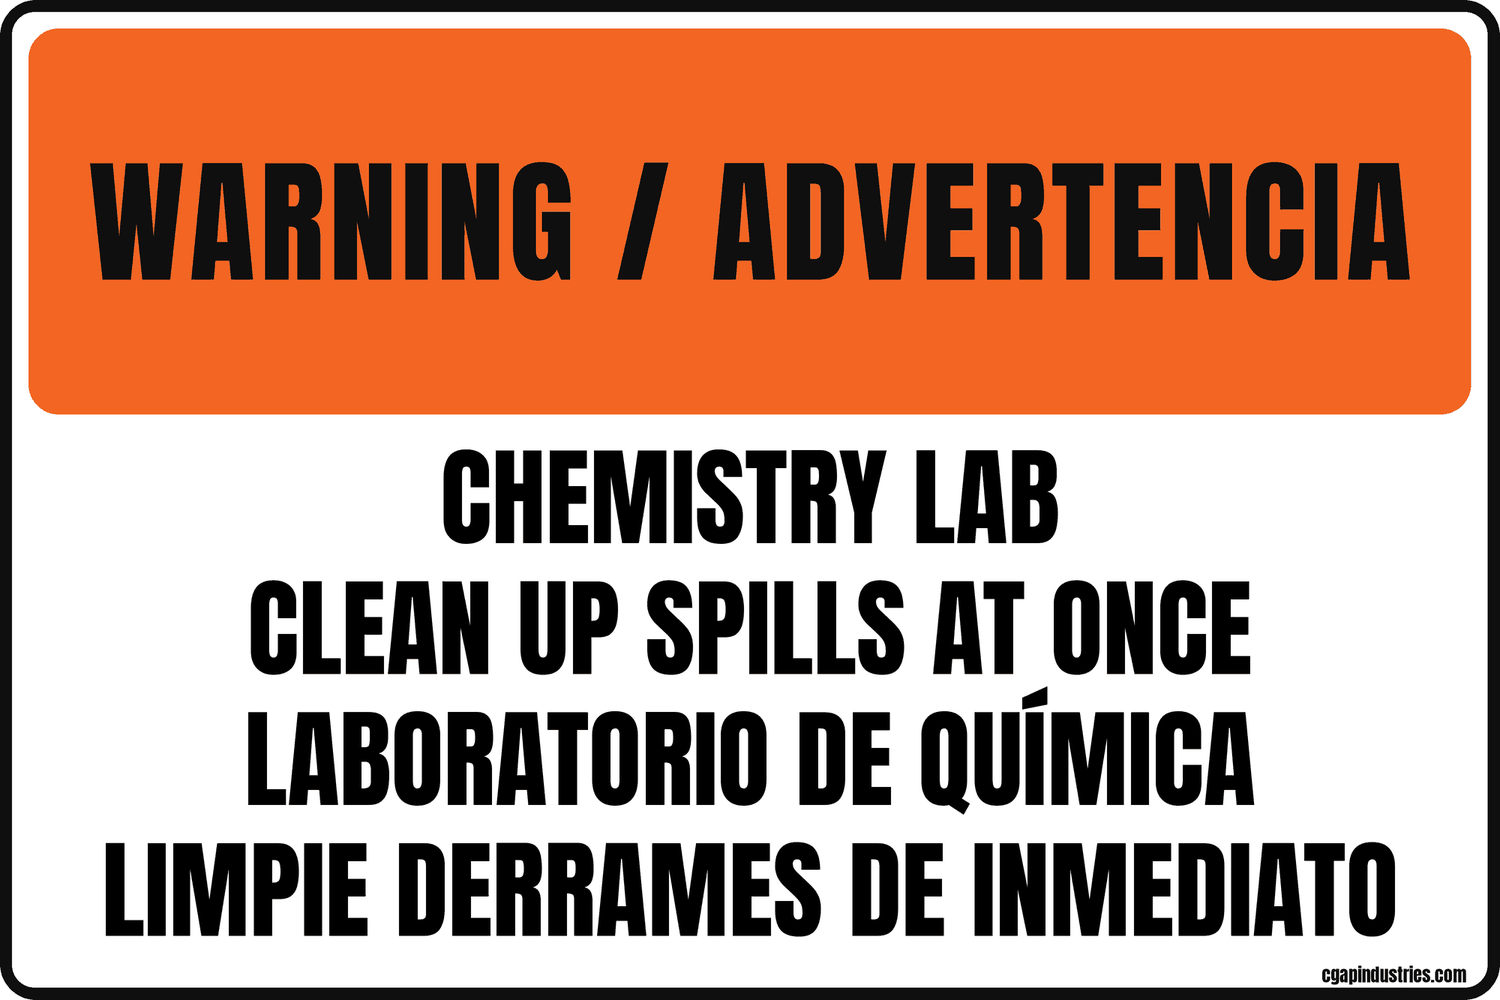 WARNING / ADVERTENCIA
CHEMISTRY LAB
CLEAN UP SPILLS AT ONCE
LABORATORIO DE QUÍMICA
LIMPIE DERRAMES DE INMEDIATO
cgapindustries.com